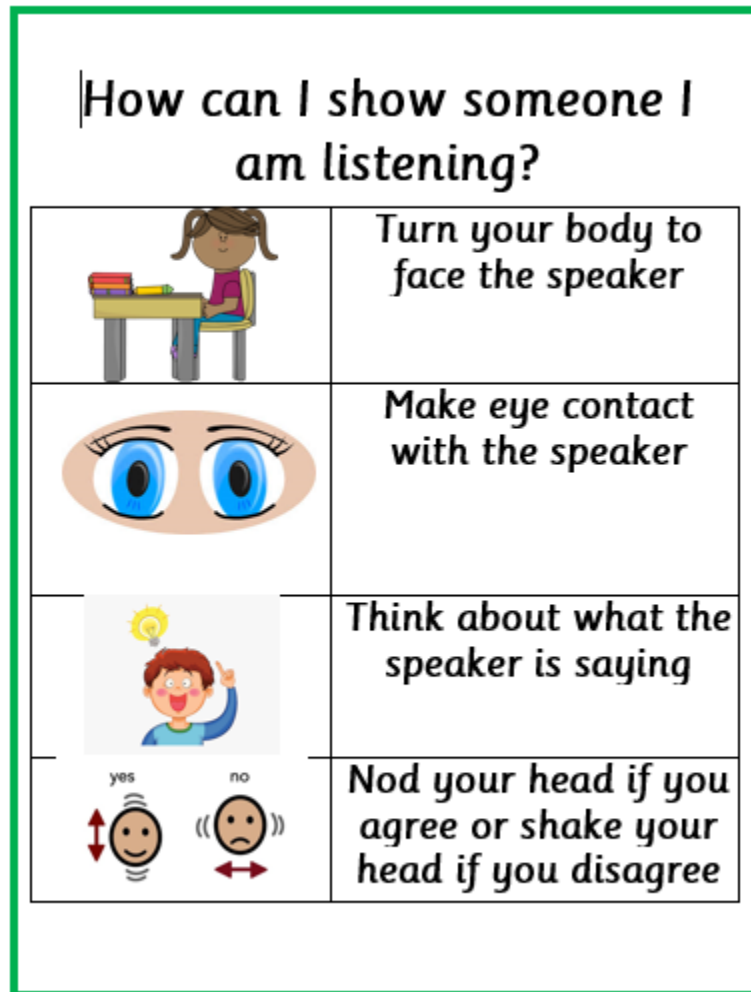 How can I show someone I
am listening?
Turn your body to
face the speaker
Make eye contact
with the speaker
Think about what the
speaker is saying
yes no
Nod your head if you
agree or shake your
head if you disagree